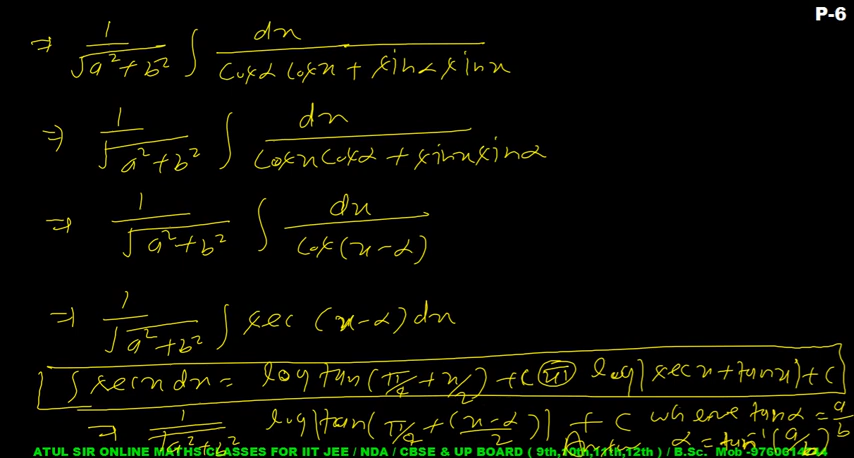 P-6
⇒ 1/√(a²+b²) ∫ dx / (cosα cosx + sinα sinx)
⇒ 1/√(a²+b²) ∫ dx / (cosx cosα + sinx sinα)
⇒ 1/√(a²+b²) ∫ dx / cos(x-α)
⇒ 1/√(a²+b²) ∫ sec (x-α) dx
∫ secx dx = log tan(π/4 + x/2) + C log|secx + tanx| + C
⇒ 1/√(a²+b²) log|tan(π/4 + (x-α)/2)| + C where tanα = a/b
α = tan⁻¹(a/b)
ATUL SIR ONLINE MATHS CLASSES FOR IIT JEE / NDA / CBSE & UP BOARD ( 9th,10th,11th,12th ) / B.Sc. Mob -